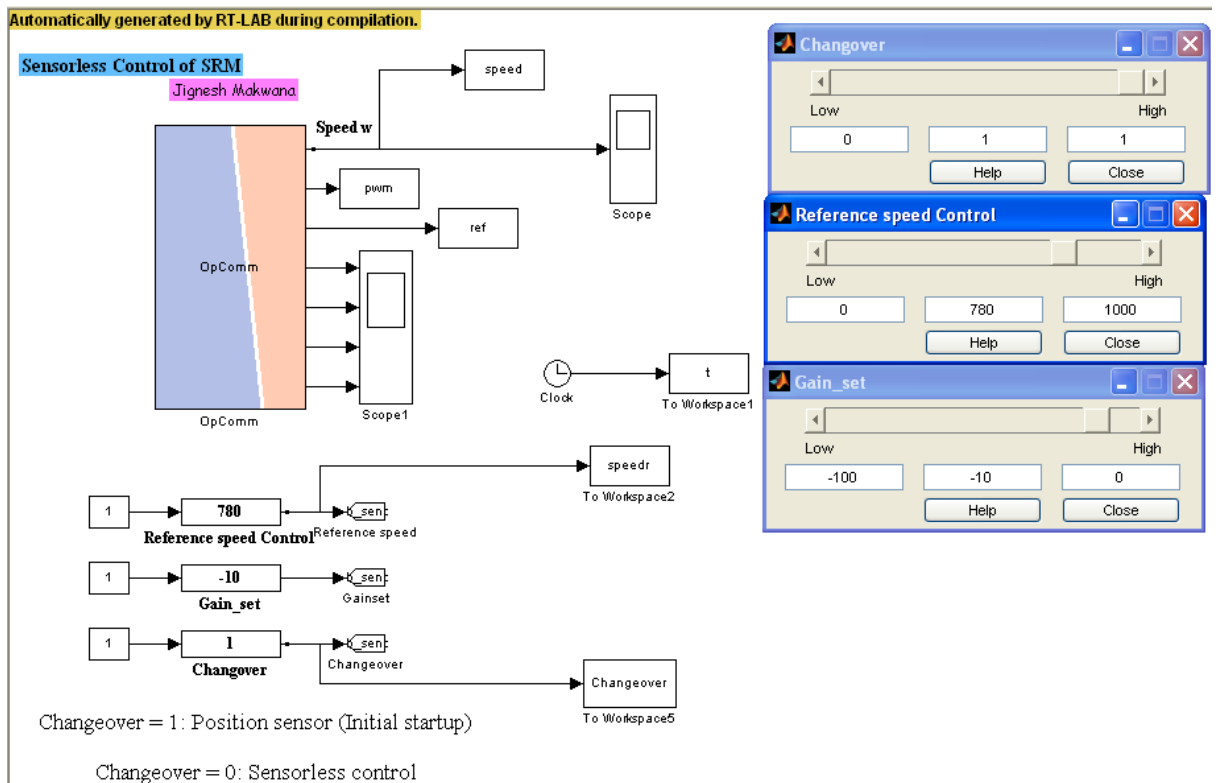 Automatically generated by RT-LAB during compilation.
Sensorless Control of SRM
Jignesh Makwana
Speed w
speed
Scope
pwm
ref
OpComm
OpComm
Scope1
Clock
t
To Workspace1
speedr
To Workspace2
1
780
Reference speed Control
_sen
Reference speed
1
-10
Gain_set
_sen
Gainset
1
1
Changover
_sen
Changeover
Changeover
To Workspace5
Changeover = 1: Position sensor (Initial startup)
Changeover = 0: Sensorless control
Changover
Low High
0 1 1
Help Close
Reference speed Control
Low High
0 780 1000
Help Close
Gain_set
Low High
-100 -10 0
Help Close